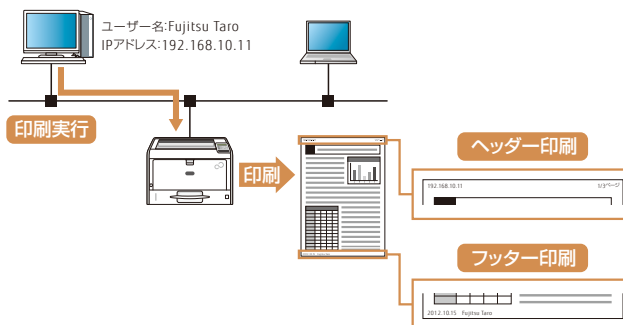 ユーザー名:Fujitsu Taro
IPアドレス:192.168.10.11
印刷実行
印刷
ヘッダー印刷
192.168.10.11 1/3ページ
フッター印刷
2012.10.15 Fujitsu Taro